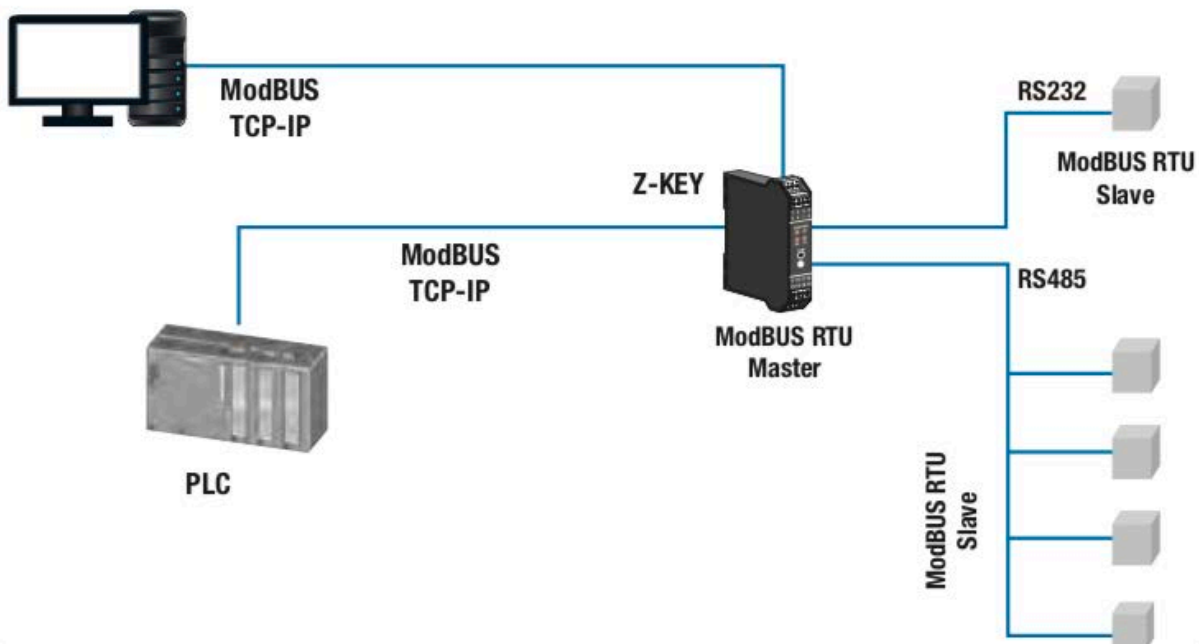 ModBUS
TCP-IP
RS232
ModBUS RTU
Slave
Z-KEY
ModBUS
TCP-IP
RS485
ModBUS RTU
Master
PLC
ModBUS RTU
Slave